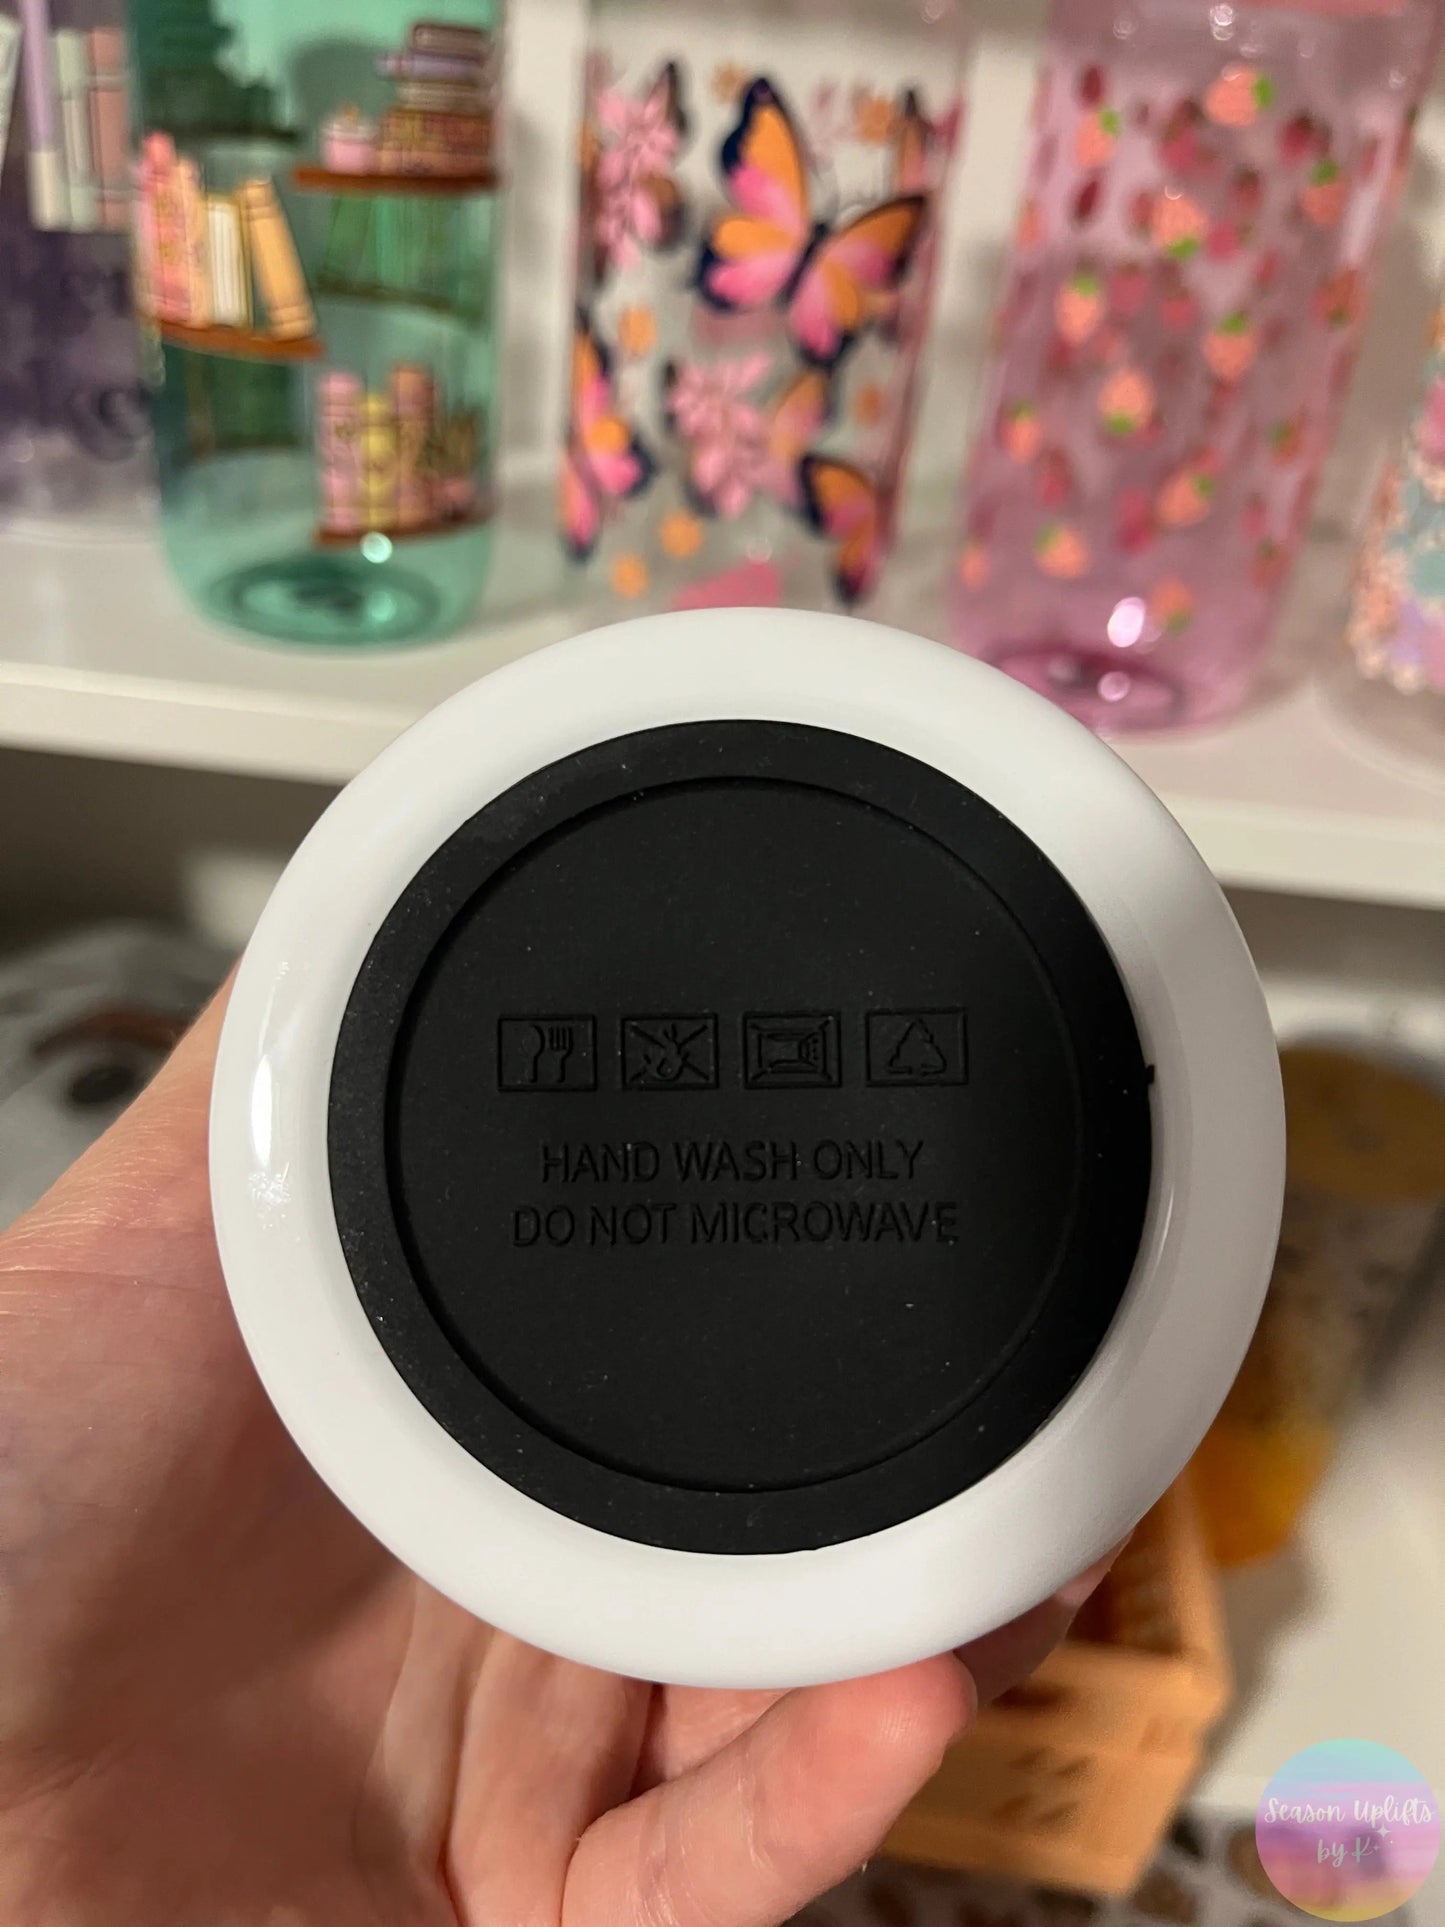 HAND WASH ONLY
DO NOT MICROWAVE
Season Uplifts
by K